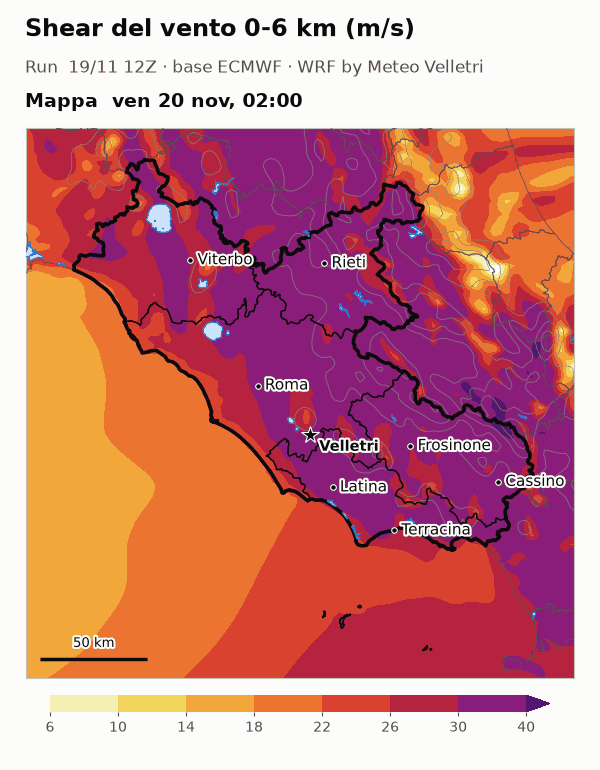 Shear del vento 0-6 km (m/s)
Run  19/11 12Z · base ECMWF · WRF by Meteo Velletri
Mappa  ven 20 nov, 02:00
Viterbo
Rieti
Roma
Velletri
Frosinone
Latina
Cassino
Terracina
50 km
6 10 14 18 22 26 30 40